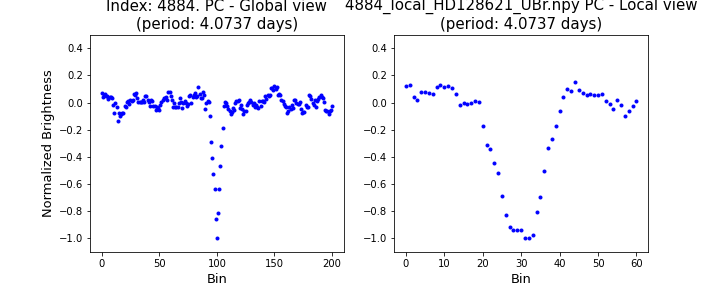 Index: 4884. PC - Global view
(period: 4.0737 days)
4884_local_HD128621_UBr.npy PC - Local view
(period: 4.0737 days)
Normalized Brightness
0.4
0.2
0.0
−0.2
−0.4
−0.6
−0.8
−1.0
0 50 100 150 200
Bin
0.4
0.2
0.0
−0.2
−0.4
−0.6
−0.8
−1.0
0 10 20 30 40 50 60
Bin